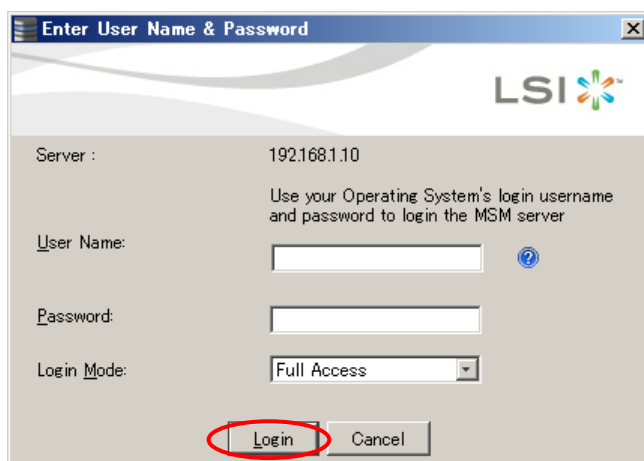 Enter User Name & Password
LSI
Server : 192.168.1.10
Use your Operating System's login username
and password to login the MSM server
User Name:
Password:
Login Mode: Full Access
Login Cancel